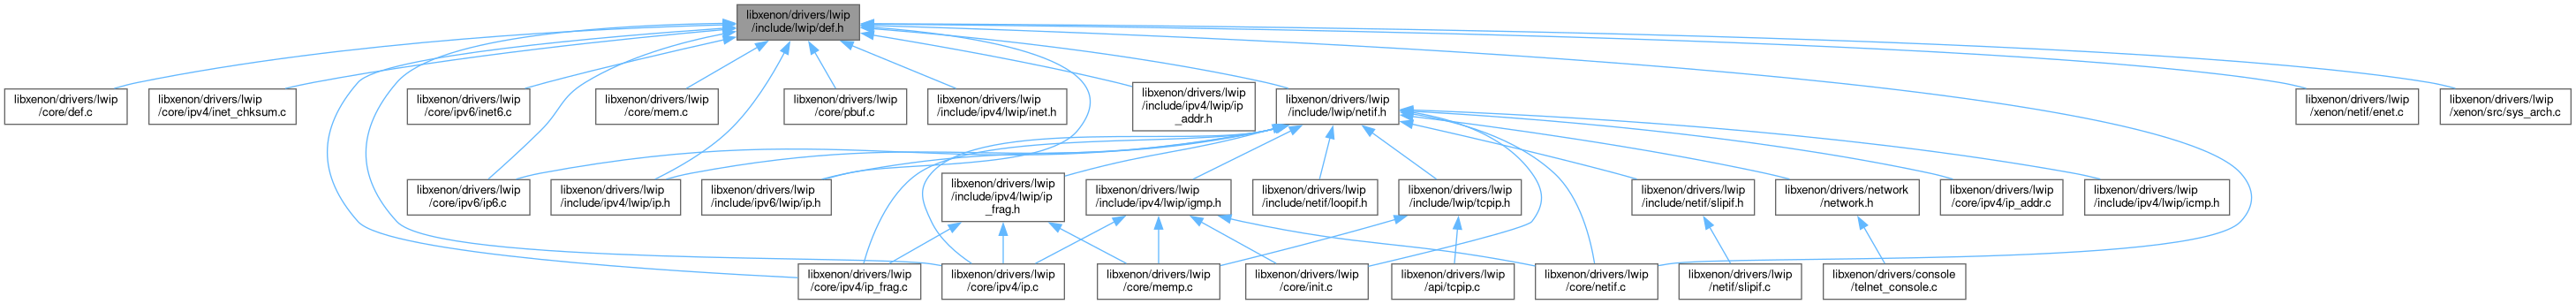 libxenon/drivers/lwip
/include/lwip/def.h
libxenon/drivers/lwip
/core/def.c
libxenon/drivers/lwip
/core/ipv4/inet_chksum.c
libxenon/drivers/lwip
/core/ipv6/inet6.c
libxenon/drivers/lwip
/core/mem.c
libxenon/drivers/lwip
/core/pbuf.c
libxenon/drivers/lwip
/include/ipv4/lwip/inet.h
libxenon/drivers/lwip
/include/ipv4/lwip/ip
_addr.h
libxenon/drivers/lwip
/include/lwip/netif.h
libxenon/drivers/lwip
/xenon/netif/enet.c
libxenon/drivers/lwip
/xenon/src/sys_arch.c
libxenon/drivers/lwip
/core/ipv6/ip6.c
libxenon/drivers/lwip
/include/ipv4/lwip/ip.h
libxenon/drivers/lwip
/include/ipv6/lwip/ip.h
libxenon/drivers/lwip
/include/ipv4/lwip/ip
_frag.h
libxenon/drivers/lwip
/include/ipv4/lwip/igmp.h
libxenon/drivers/lwip
/include/netif/loopif.h
libxenon/drivers/lwip
/include/lwip/tcpip.h
libxenon/drivers/lwip
/include/netif/slipif.h
libxenon/drivers/network
/network.h
libxenon/drivers/lwip
/core/ipv4/ip_addr.c
libxenon/drivers/lwip
/include/ipv4/lwip/icmp.h
libxenon/drivers/lwip
/core/ipv4/ip_frag.c
libxenon/drivers/lwip
/core/ipv4/ip.c
libxenon/drivers/lwip
/core/memp.c
libxenon/drivers/lwip
/core/init.c
libxenon/drivers/lwip
/api/tcpip.c
libxenon/drivers/lwip
/core/netif.c
libxenon/drivers/lwip
/netif/slipif.c
libxenon/drivers/console
/telnet_console.c